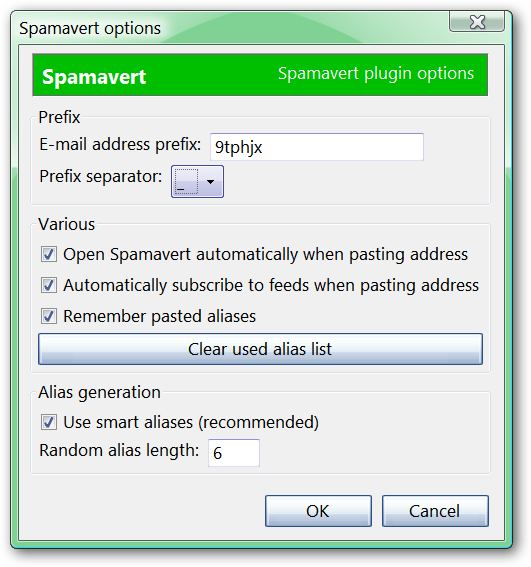 Spamavert options
Spamavert Spamavert plugin options
Prefix
E-mail address prefix: 9tphjx
Prefix separator: _
Various
Open Spamavert automatically when pasting address
Automatically subscribe to feeds when pasting address
Remember pasted aliases
Clear used alias list
Alias generation
Use smart aliases (recommended)
Random alias length: 6
OK Cancel